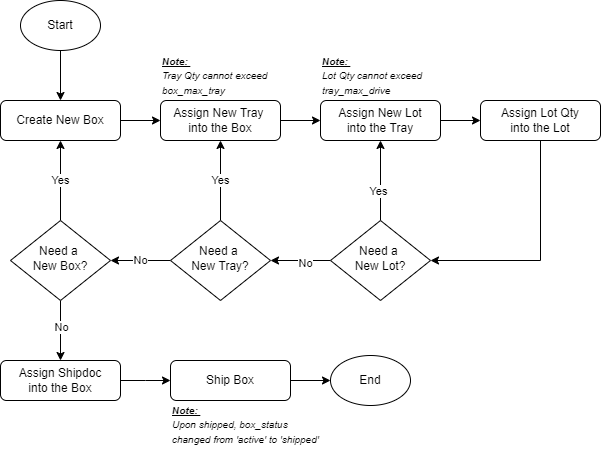 Start
Note:
Tray Qty cannot exceed
box_max_tray
Note:
Lot Qty cannot exceed
tray_max_drive
Create New Box
Assign New Tray
into the Box
Assign New Lot
into the Tray
Assign Lot Qty
into the Lot
Yes
Yes
Yes
Need a
New Box?
No
Need a
New Tray?
No
Need a
New Lot?
No
Assign Shipdoc
into the Box
Ship Box
End
Note:
Upon shipped, box_status
changed from 'active' to 'shipped'